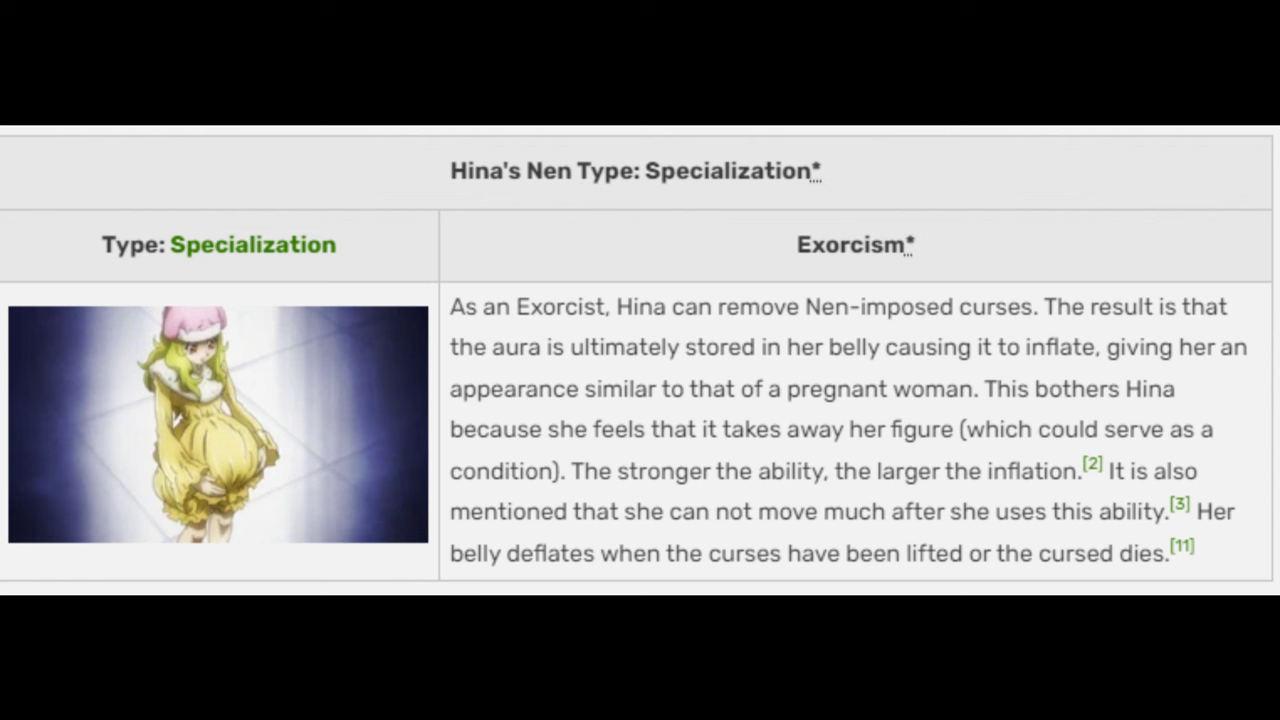 Hina's Nen Type: Specialization*
Type: Specialization
Exorcism*
As an Exorcist, Hina can remove Nen-imposed curses. The result is that
the aura is ultimately stored in her belly causing it to inflate, giving her an
appearance similar to that of a pregnant woman. This bothers Hina
because she feels that it takes away her figure (which could serve as a
condition). The stronger the ability, the larger the inflation.[2] It is also
mentioned that she can not move much after she uses this ability.[3] Her
belly deflates when the curses have been lifted or the cursed dies.[11]